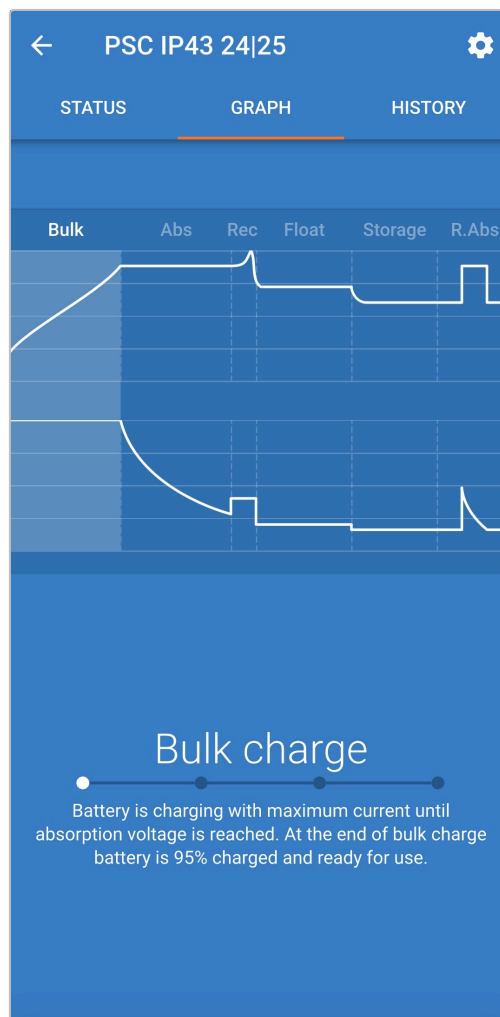 PSC IP43 24|25
STATUS GRAPH HISTORY
Bulk Abs Rec Float Storage R.Abs
Bulk charge
Battery is charging with maximum current until
absorption voltage is reached. At the end of bulk charge
battery is 95% charged and ready for use.